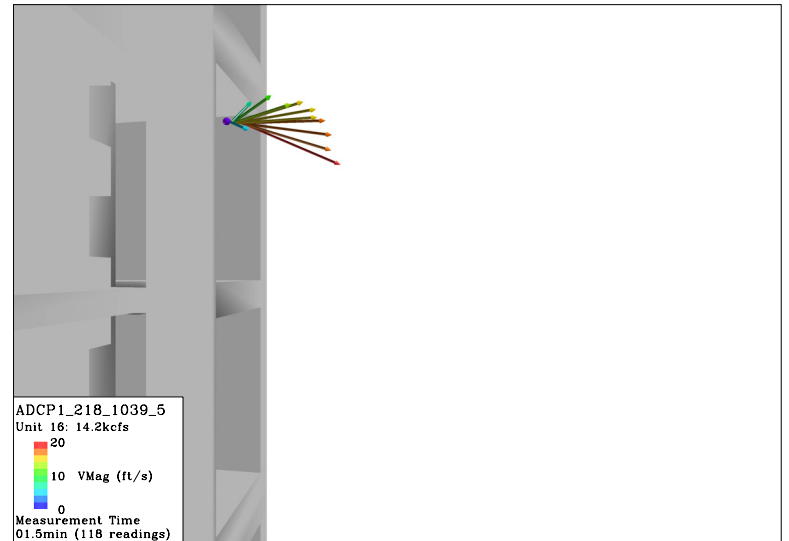 ADCP1_218_1039_5
Unit 16: 14.2kcfs
20
10 VMag (ft/s)
0
Measurement Time
01.5min (118 readings)